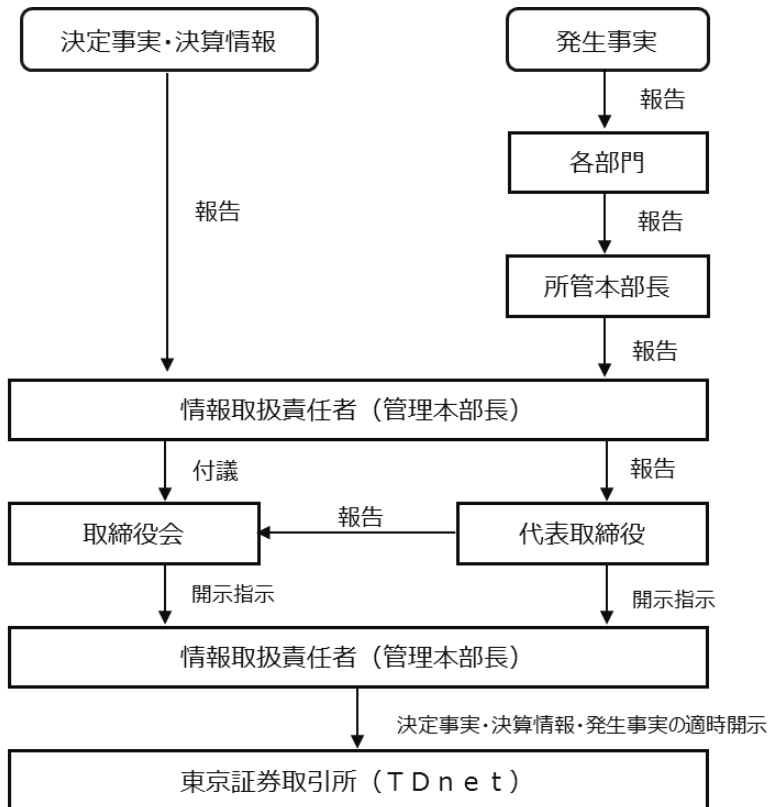 決定事実・決算情報
発生事実
報告
各部門
報告
報告
所管本部長
報告
情報取扱責任者（管理本部長）
付議
報告
取締役会
報告
代表取締役
開示指示
開示指示
情報取扱責任者（管理本部長）
決定事実・決算情報・発生事実の適時開示
東京証券取引所（ＴＤｎｅｔ）